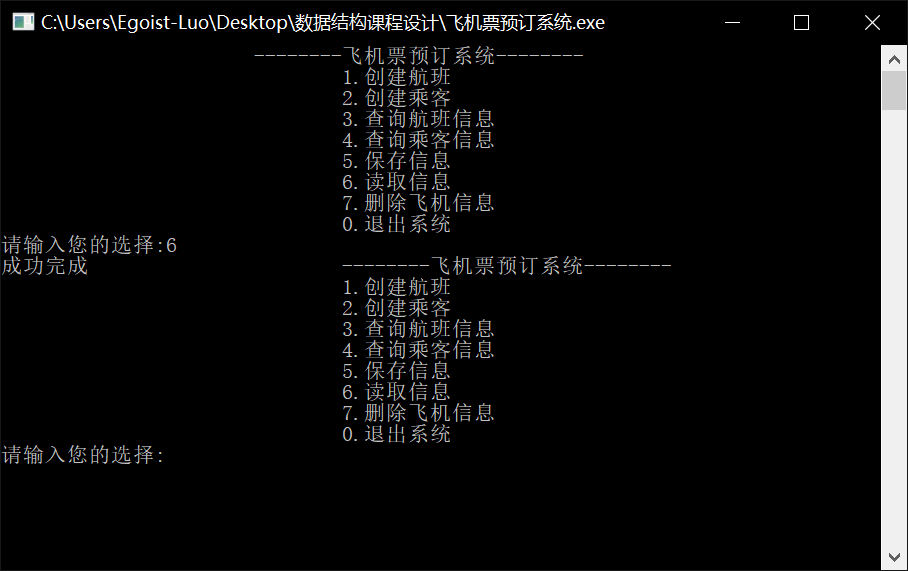 C:\Users\Egoist-Luo\Desktop\数据结构课程设计\飞机票预订系统.exe
--------飞机票预订系统--------
1.创建航班
2.创建乘客
3.查询航班信息
4.查询乘客信息
5.保存信息
6.读取信息
7.删除飞机信息
0.退出系统
请输入您的选择:6
成功完成 --------飞机票预订系统--------
1.创建航班
2.创建乘客
3.查询航班信息
4.查询乘客信息
5.保存信息
6.读取信息
7.删除飞机信息
0.退出系统
请输入您的选择: